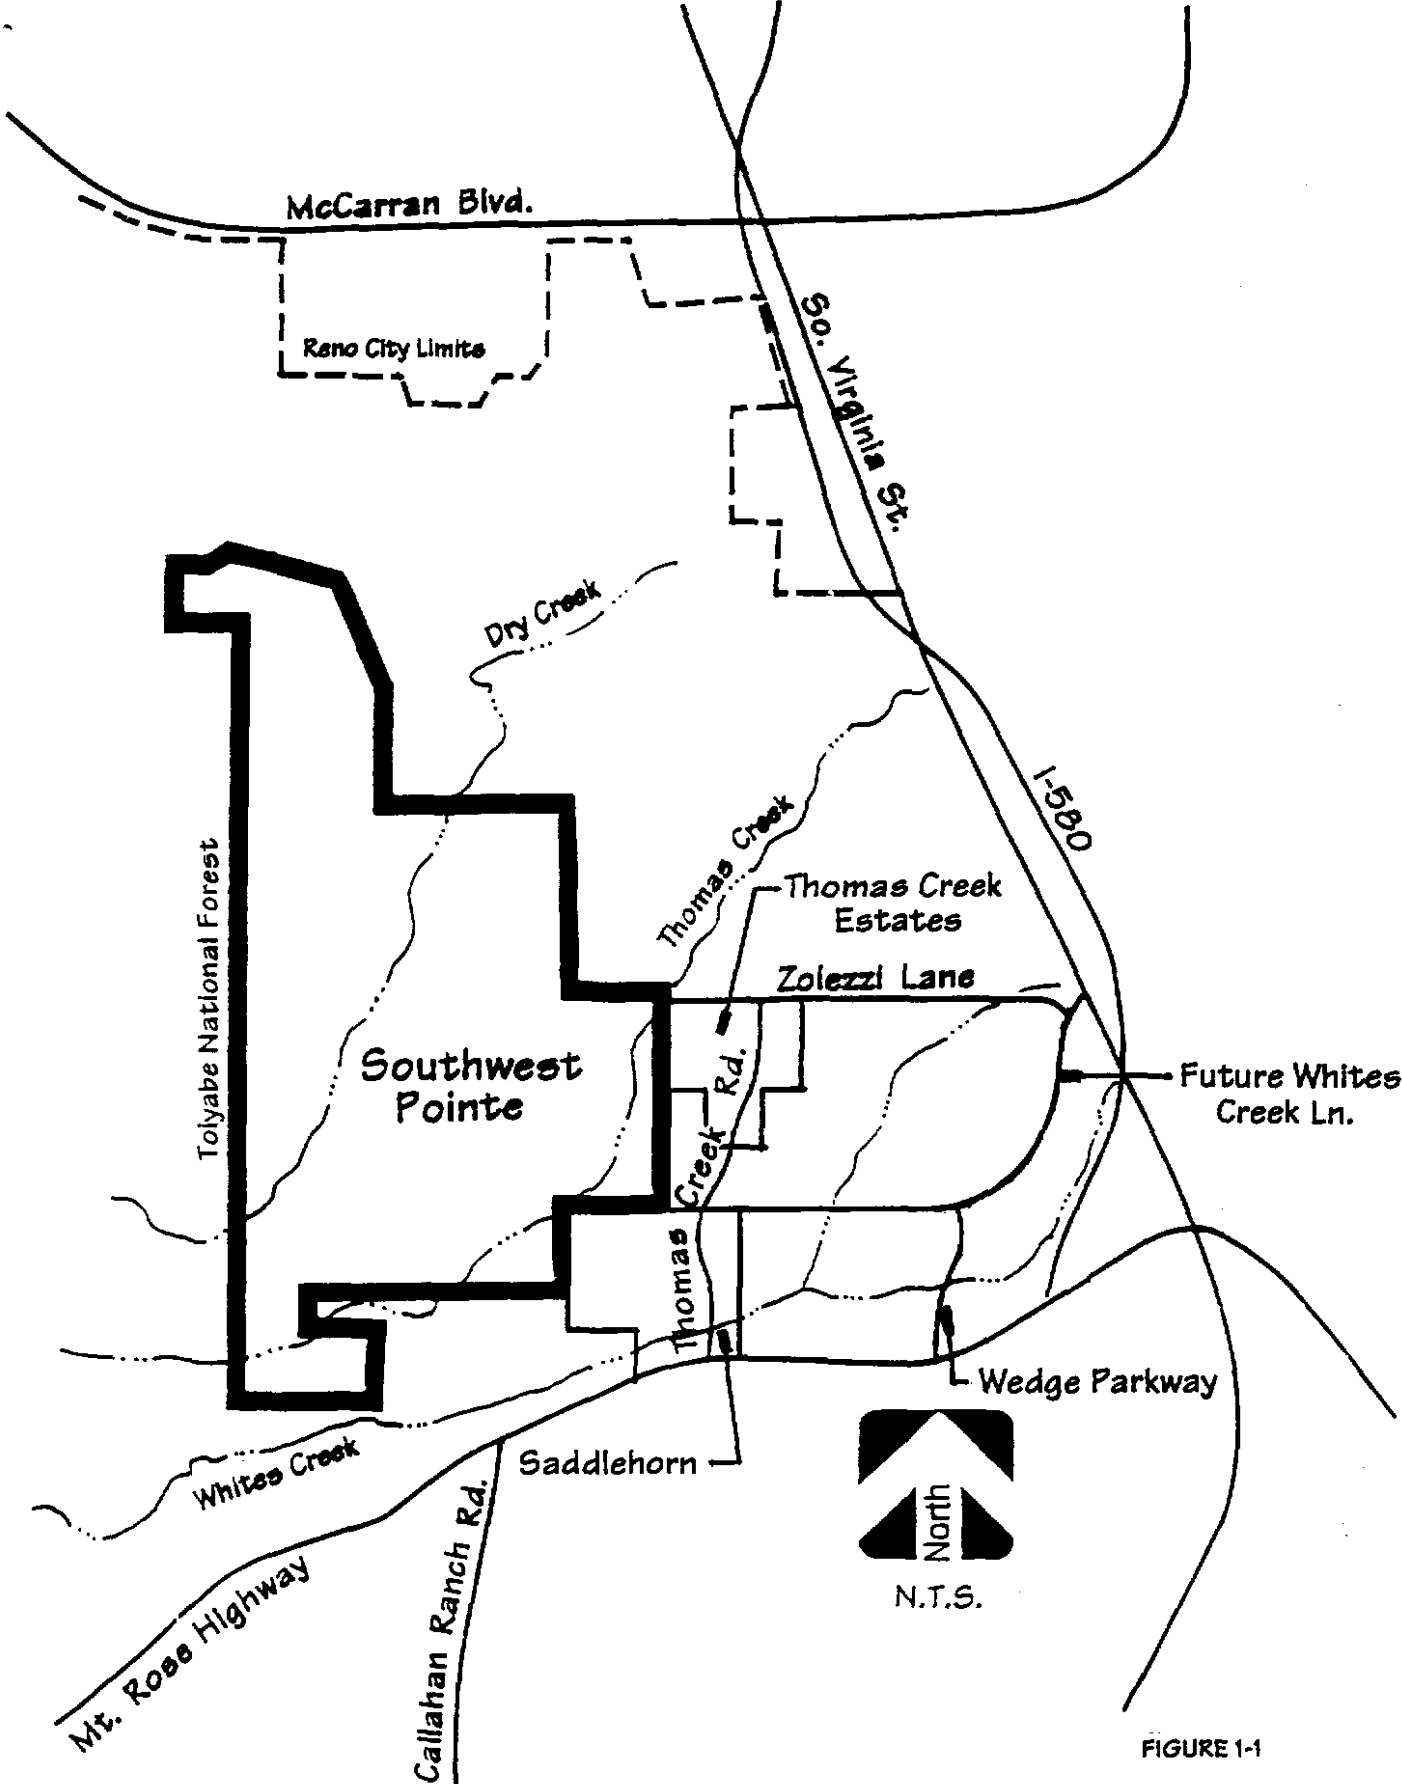 McCarran Blvd.
Reno City Limits
So. Virginia St.
Dry Creek
I-580
Thomas Creek
Toiyabe National Forest
Thomas Creek
Estates
Zolezzi Lane
Southwest
Pointe
Thomas Creek Rd.
Future Whites
Creek Ln.
Wedge Parkway
Saddlehorn
Whites Creek
North
N.T.S.
Mt. Rose Highway
Callahan Ranch Rd.
FIGURE 1-1